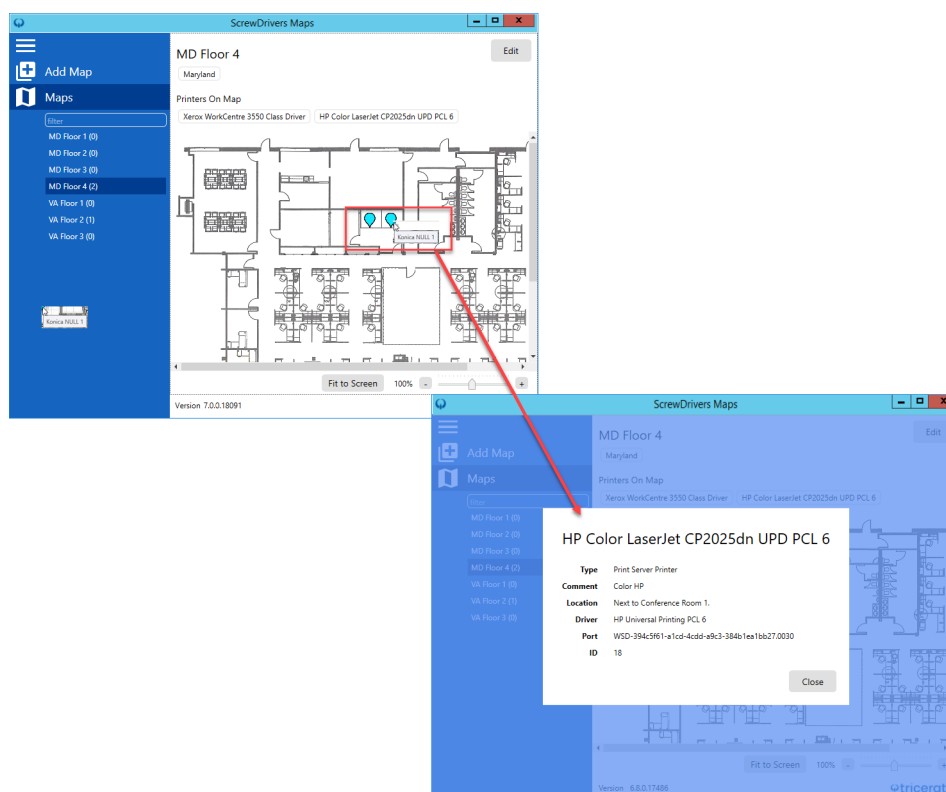 ScrewDrivers Maps
MD Floor 4
Edit
Add Map
Maryland
Maps
Printers On Map
filter
Xerox WorkCentre 3550 Class Driver HP Color LaserJet CP2025dn UPD PCL 6
MD Floor 1 (0)
MD Floor 2 (0)
MD Floor 3 (0)
MD Floor 4 (2)
VA Floor 1 (0)
VA Floor 2 (1)
VA Floor 3 (0)
Konica NULL 1
Konica NULL 1
Fit to Screen 100% - +
Version 7.0.0.18091
ScrewDrivers Maps
MD Floor 4
Edit
Add Map
Maryland
Maps
Printers On Map
filter
Xerox WorkCentre 3550 Class Driver HP Color LaserJet CP2025dn UPD PCL 6
MD Floor 1 (0)
MD Floor 2 (0)
MD Floor 3 (0)
MD Floor 4 (2)
VA Floor 1 (0)
VA Floor 2 (1)
VA Floor 3 (0)
HP Color LaserJet CP2025dn UPD PCL 6
Type Print Server Printer
Comment Color HP
Location Next to Conference Room 1.
Driver HP Universal Printing PCL 6
Port WSD-394c5f61-a1cd-4cdd-a9c3-384b1ea1bb27.0030
ID 18
Close
Fit to Screen 100% - +
Version 6.8.0.17486
tricerat